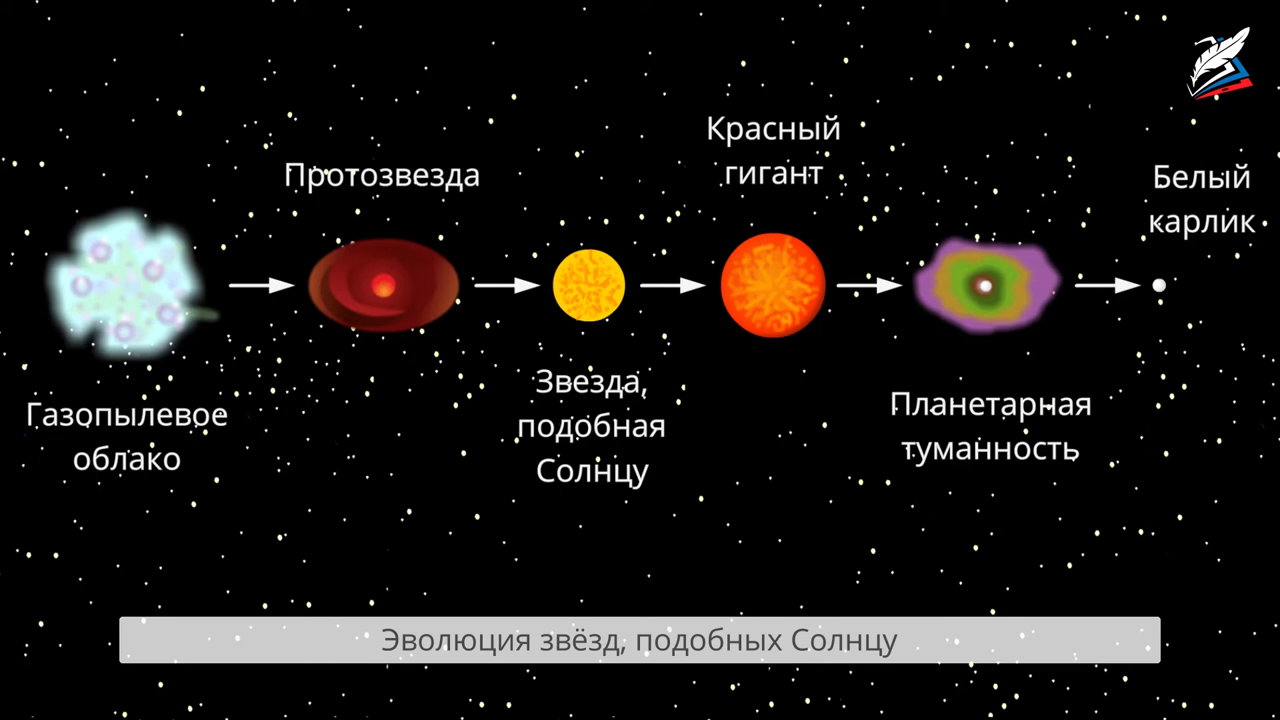 Газопылевое
облако
Протозвезда
Звезда,
подобная
Солнцу
Красный
гигант
Планетарная
туманность
Белый
карлик
Эволюция звёзд, подобных Солнцу